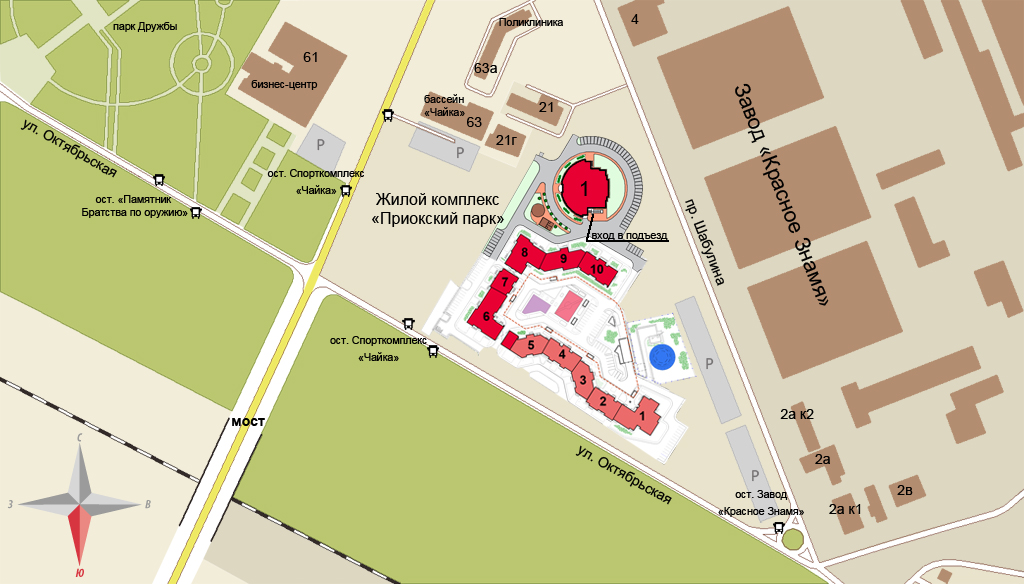 парк Дружбы
Поликлиника
4
61
бизнес-центр
63а
бассейн
«Чайка»
63
21
21г
P
P
ул. Октябрьская
ост. Спорткомплекс
«Чайка»
ост. «Памятник
Братства по оружию»
Жилой комплекс
«Приокский парк»
1
вход в подъезд
Завод «Красное Знамя»
пр. Шабулина
8
9
10
7
6
5
4
3
2
1
ост. Спорткомплекс
«Чайка»
P
мост
ул. Октябрьская
P
ост. Завод
«Красное Знамя»
2а к2
2а
2в
2а к1
С
З
В
Ю